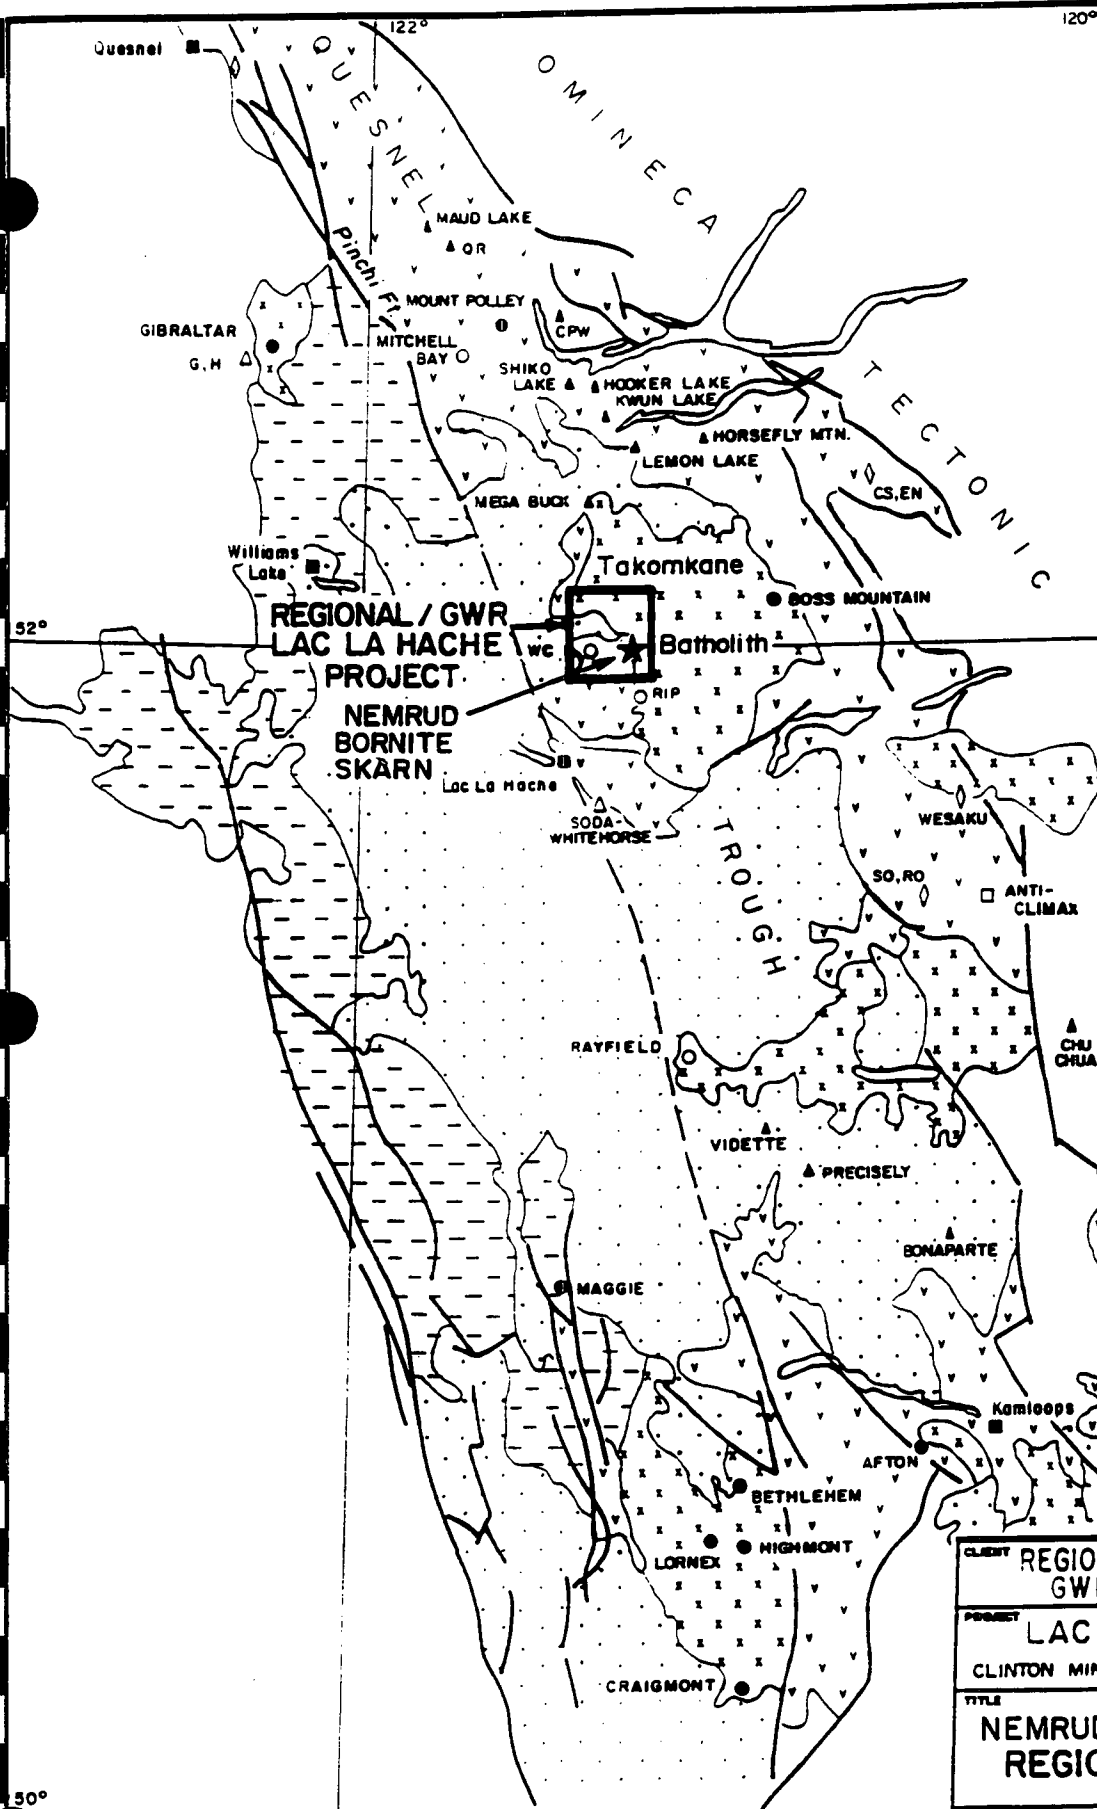 122°
120°
Quesnel
QUESNEL
OMINECA
MAUD LAKE
QR
Pinchi Ft.
MOUNT POLLEY
CPW
GIBRALTAR
G,H
MITCHELL
BAY
SHIKO
LAKE
HOOKER LAKE
KWUN LAKE
TECTONIC
HORSEFLY MTN.
LEMON LAKE
CS,EN
MEGA BUCK
Williams
Lake
Takomkane
BOSS MOUNTAIN
REGIONAL / GWR
LAC LA HACHE
PROJECT
52°
WC
Batholith
RIP
NEMRUD
BORNITE
SKARN
Lac La Hache
SODA-
WHITEHORSE
WESAKU
TROUGH
SO,RO
ANTI-
CLIMAX
RAYFIELD
CHU
CHUA
VIDETTE
PRECISELY
BONAPARTE
MAGGIE
Kamloops
AFTON
BETHLEHEM
LORNEX
HIGHMONT
CRAIGMONT
CLIENT
REGIO
GW
PROJECT
LAC
CLINTON MIN
TITLE
NEMRUD
REGIO
50°